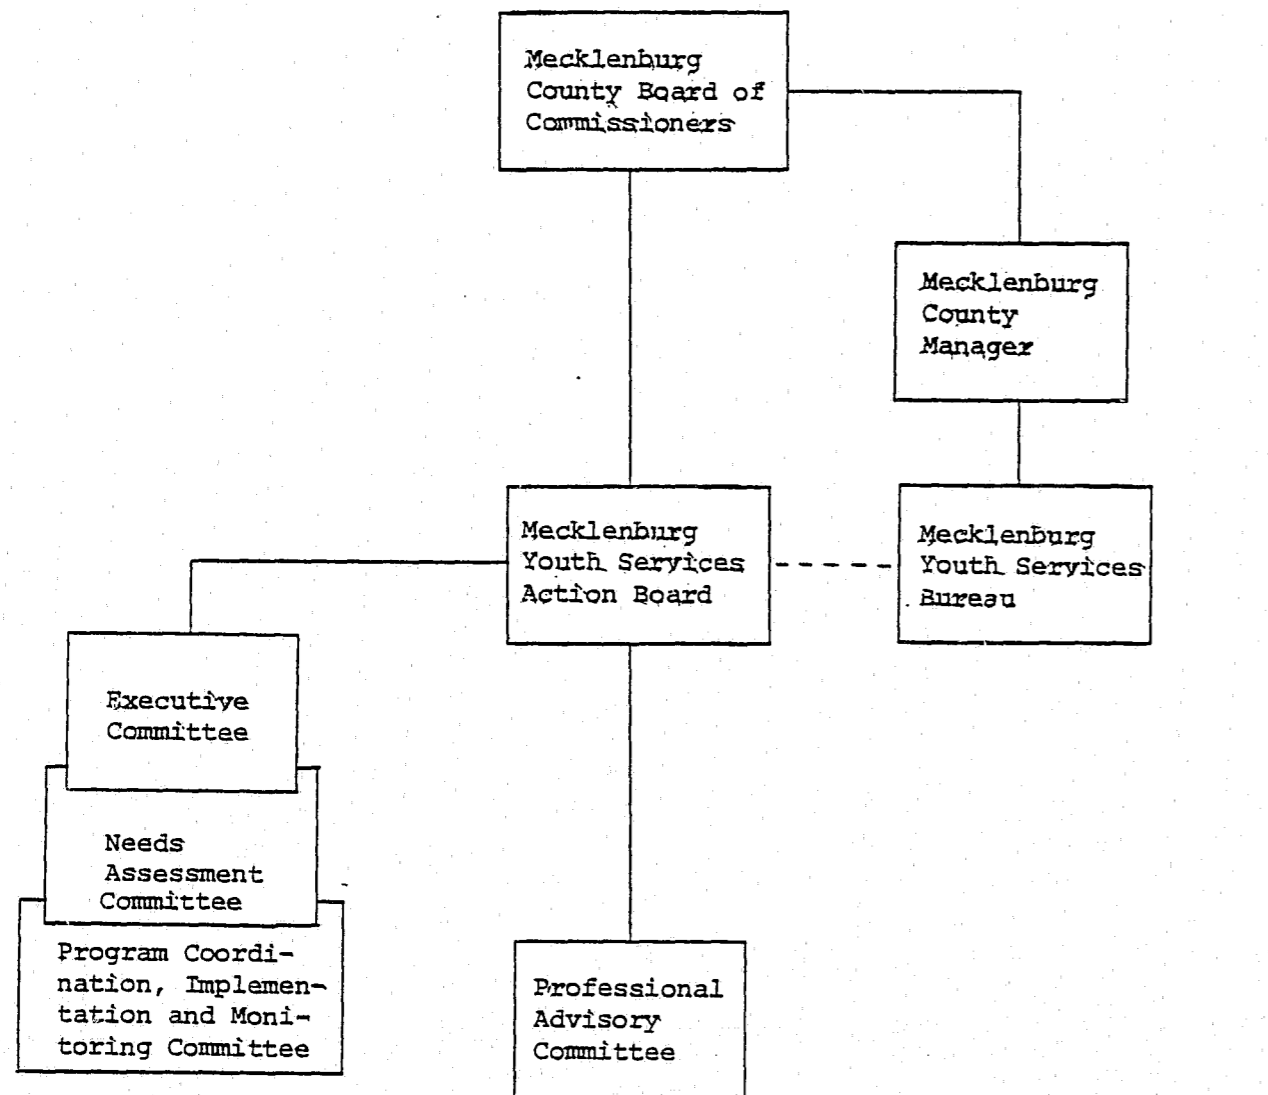 Mecklenburg
County Board of
Commissioners
Mecklenburg
County
Manager
Mecklenburg
Youth Services
Action Board
Mecklenburg
Youth Services
Bureau
Executive
Committee
Needs
Assessment
Committee
Program Coordi-
nation, Implemen-
tation and Moni-
toring Committee
Professional
Advisory
Committee